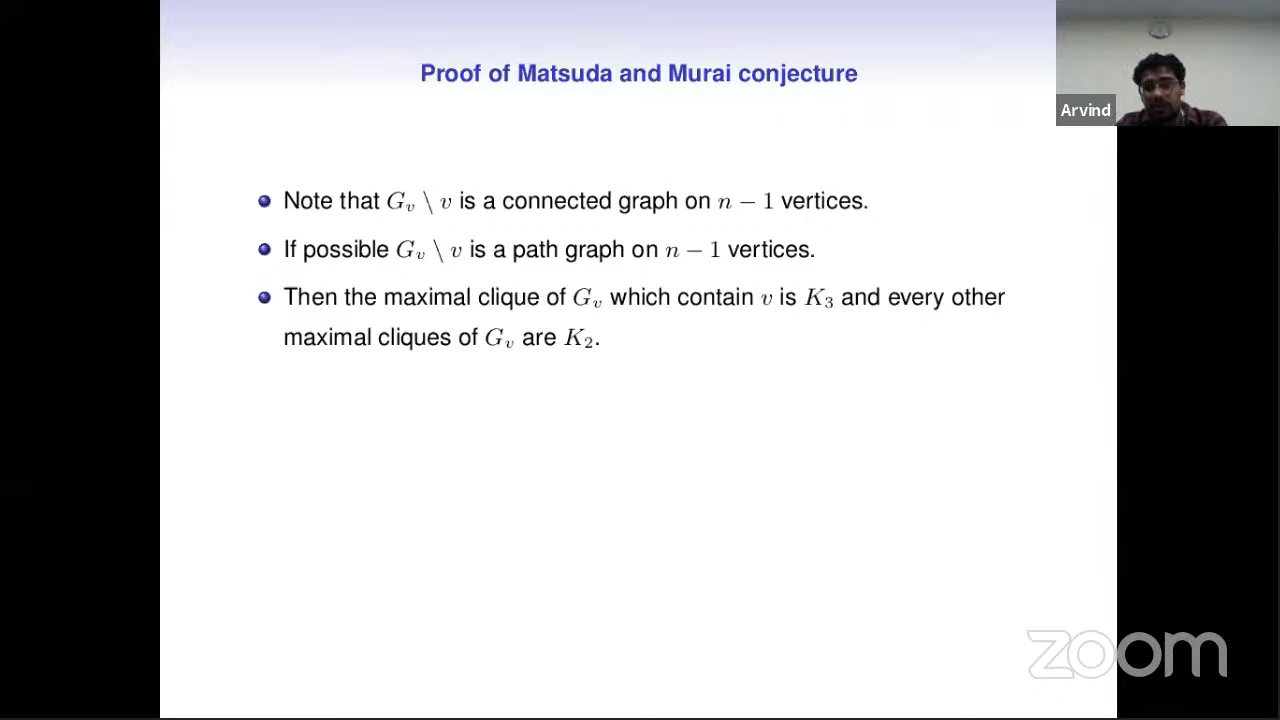 Proof of Matsuda and Murai conjecture
Arvind
Note that G_v \ v is a connected graph on n − 1 vertices.
If possible G_v \ v is a path graph on n − 1 vertices.
Then the maximal clique of G_v which contain v is K_3 and every other
maximal cliques of G_v are K_2.
zoom